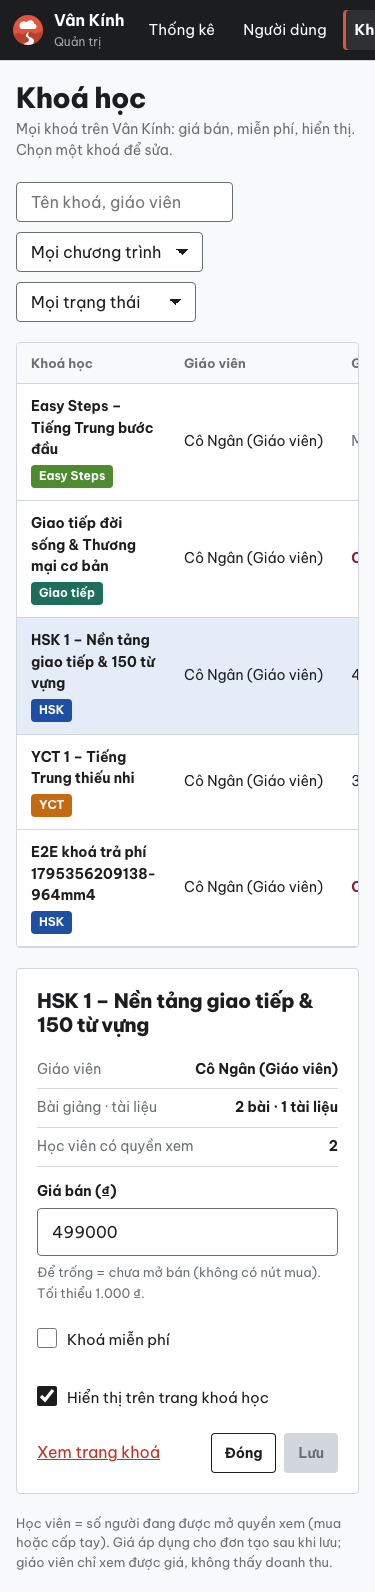 Vân Kính
Quản trị
Thống kê
Người dùng
Kh
Khoá học
Mọi khoá trên Vân Kính: giá bán, miễn phí, hiển thị.
Chọn một khoá để sửa.
Tên khoá, giáo viên
Mọi chương trình
Mọi trạng thái
Khoá học
Giáo viên
Easy Steps –
Tiếng Trung bước
đầu
Easy Steps
Cô Ngân (Giáo viên)
Giao tiếp đời
sống & Thương
mại cơ bản
Giao tiếp
Cô Ngân (Giáo viên)
HSK 1 – Nền tảng
giao tiếp & 150 từ
vựng
HSK
Cô Ngân (Giáo viên)
4
YCT 1 – Tiếng
Trung thiếu nhi
YCT
Cô Ngân (Giáo viên)
3
E2E khoá trả phí
1795356209138-
964mm4
HSK
Cô Ngân (Giáo viên)
HSK 1 – Nền tảng giao tiếp &
150 từ vựng
Giáo viên
Cô Ngân (Giáo viên)
Bài giảng · tài liệu
2 bài · 1 tài liệu
Học viên có quyền xem
2
Giá bán (₫)
499000
Để trống = chưa mở bán (không có nút mua).
Tối thiểu 1.000 ₫.
Khoá miễn phí
Hiển thị trên trang khoá học
Xem trang khoá
Đóng
Lưu
Học viên = số người đang được mở quyền xem (mua
hoặc cấp tay). Giá áp dụng cho đơn tạo sau khi lưu;
giáo viên chỉ xem được giá, không thấy doanh thu.